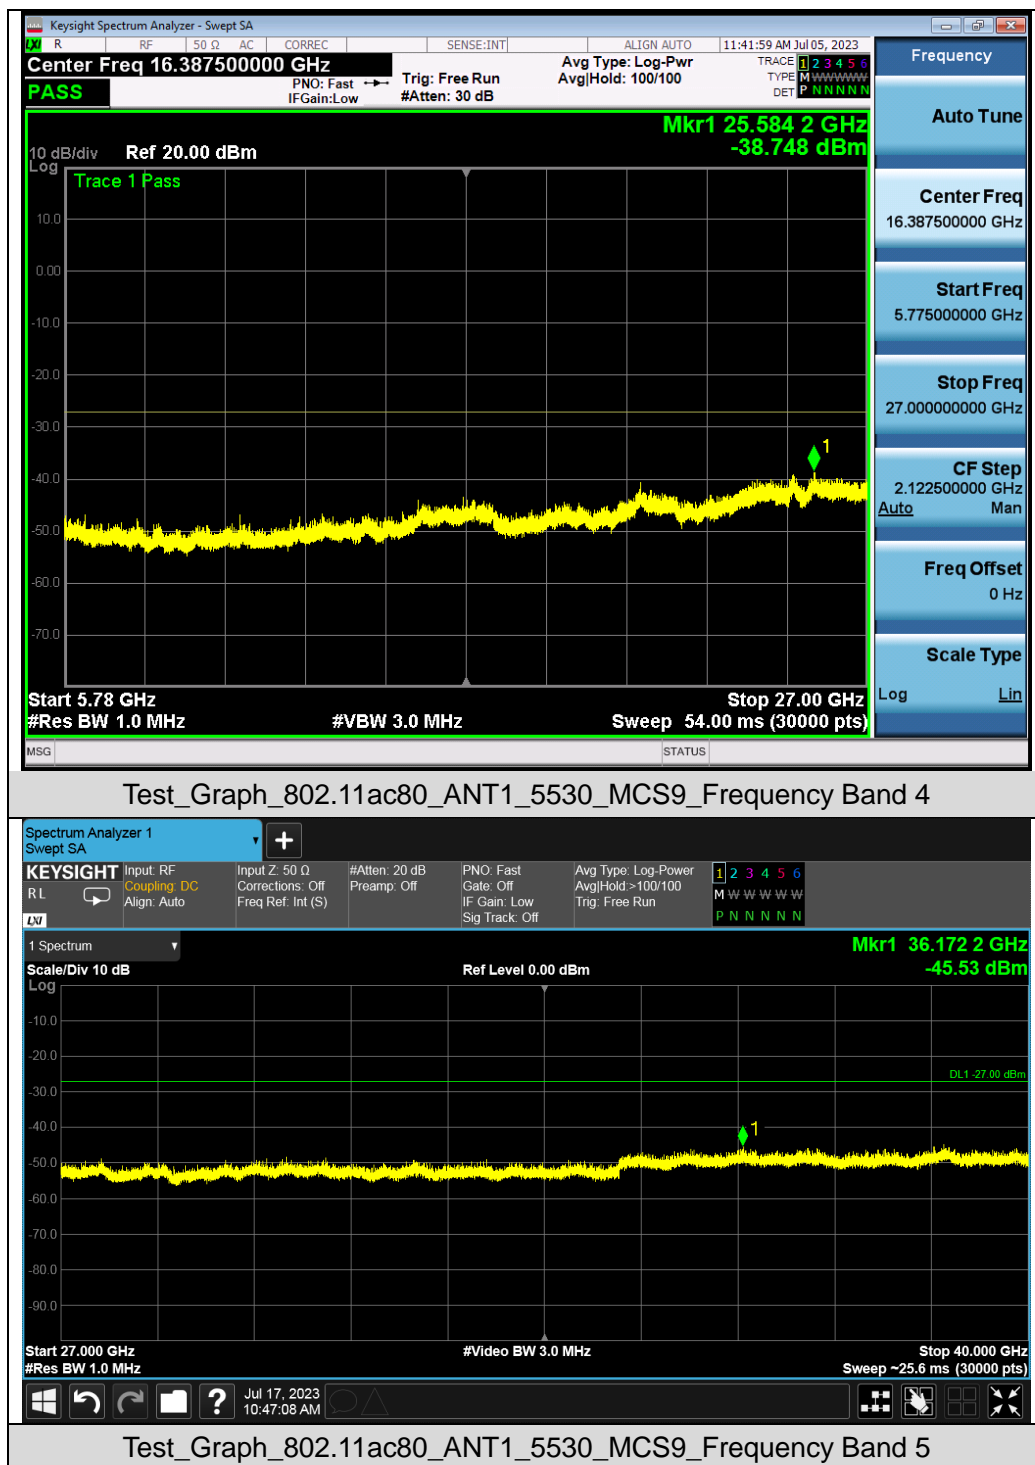 Keysight Spectrum Analyzer - Swept SA
LXI R RF 50 Ω AC CORREC SENSE:INT ALIGN AUTO 11:41:59 AM Jul 05, 2023
Center Freq 16.387500000 GHz
PNO: Fast
IFGain:Low
Trig: Free Run
#Atten: 30 dB
Avg Type: Log-Pwr
Avg|Hold: 100/100
TRACE 1 2 3 4 5 6
TYPE M W W W W W
DET P N N N N N
PASS
Mkr1 25.584 2 GHz
-38.748 dBm
10 dB/div Ref 20.00 dBm
Log
Trace 1 Pass
10.0
0.00
-10.0
-20.0
-30.0
-40.0
-50.0
-60.0
-70.0
1
Start 5.78 GHz Stop 27.00 GHz
#Res BW 1.0 MHz #VBW 3.0 MHz Sweep 54.00 ms (30000 pts)
MSG STATUS
Frequency
Auto Tune
Center Freq
16.387500000 GHz
Start Freq
5.775000000 GHz
Stop Freq
27.000000000 GHz
CF Step
2.122500000 GHz
Auto Man
Freq Offset
0 Hz
Scale Type
Log Lin
Test_Graph_802.11ac80_ANT1_5530_MCS9_Frequency Band 4
Spectrum Analyzer 1
Swept SA
+
KEYSIGHT
RL
LXI
Input: RF
Coupling: DC
Align: Auto
Input Z: 50 Ω
Corrections: Off
Freq Ref: Int (S)
#Atten: 20 dB
Preamp: Off
PNO: Fast
Gate: Off
IF Gain: Low
Sig Track: Off
Avg Type: Log-Power
Avg|Hold:>100/100
Trig: Free Run
1 2 3 4 5 6
M W W W W W
P N N N N N
1 Spectrum
Mkr1 36.172 2 GHz
Scale/Div 10 dB Ref Level 0.00 dBm -45.53 dBm
Log
-10.0
-20.0
-30.0
-40.0
-50.0
-60.0
-70.0
-80.0
-90.0
DL1 -27.00 dBm
1
Start 27.000 GHz #Video BW 3.0 MHz Stop 40.000 GHz
#Res BW 1.0 MHz Sweep ~25.6 ms (30000 pts)
?
Jul 17, 2023
10:47:08 AM
Test_Graph_802.11ac80_ANT1_5530_MCS9_Frequency Band 5